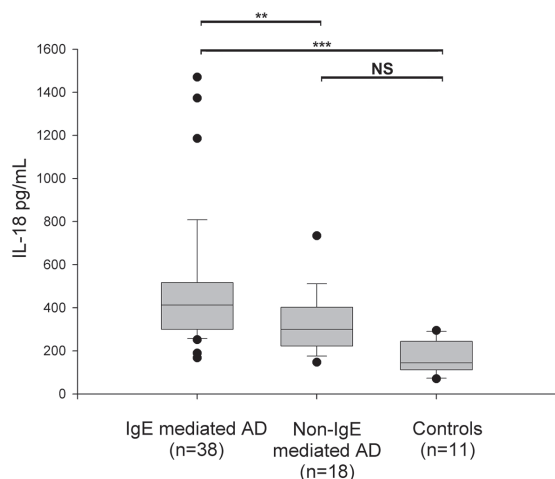 **
***
NS
1600
1400
1200
1000
800
600
400
200
0
IL-18 pg/mL
IgE mediated AD
(n=38)
Non-IgE
mediated AD
(n=18)
Controls
(n=11)